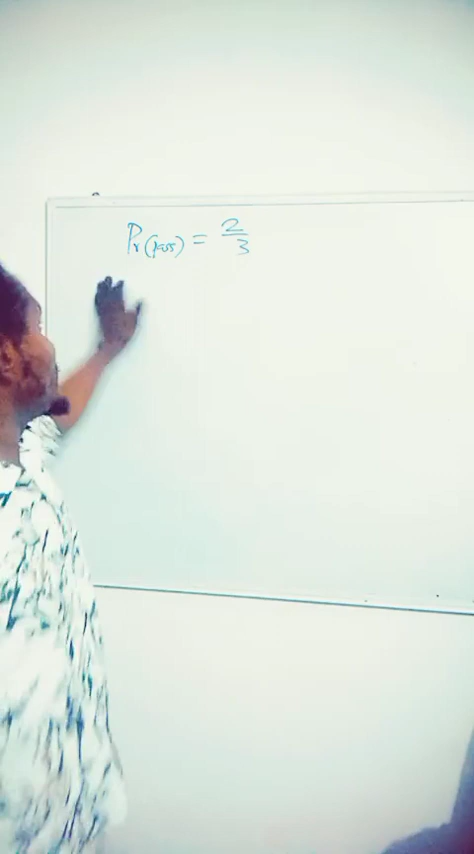 Pr(pass) = 2/3